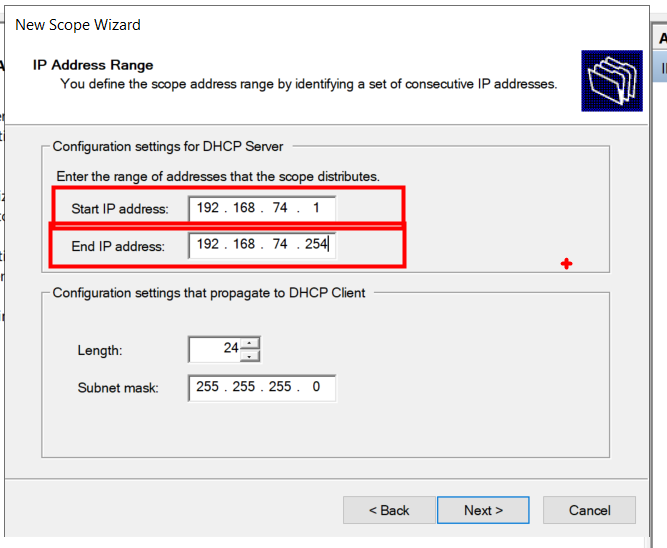 New Scope Wizard
IP Address Range
You define the scope address range by identifying a set of consecutive IP addresses.
Configuration settings for DHCP Server
Enter the range of addresses that the scope distributes.
Start IP address: 192 . 168 . 74 . 1
End IP address: 192 . 168 . 74 . 254
Configuration settings that propagate to DHCP Client
Length: 24
Subnet mask: 255 . 255 . 255 . 0
< Back Next > Cancel